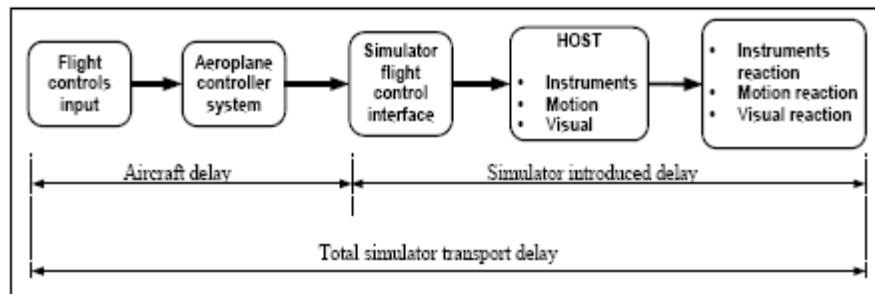 Flight
controls
input
Aeroplane
controller
system
Simulator
flight
control
interface
HOST
• Instruments
• Motion
• Visual
• Instruments
reaction
• Motion reaction
• Visual reaction
Aircraft delay
Simulator introduced delay
Total simulator transport delay